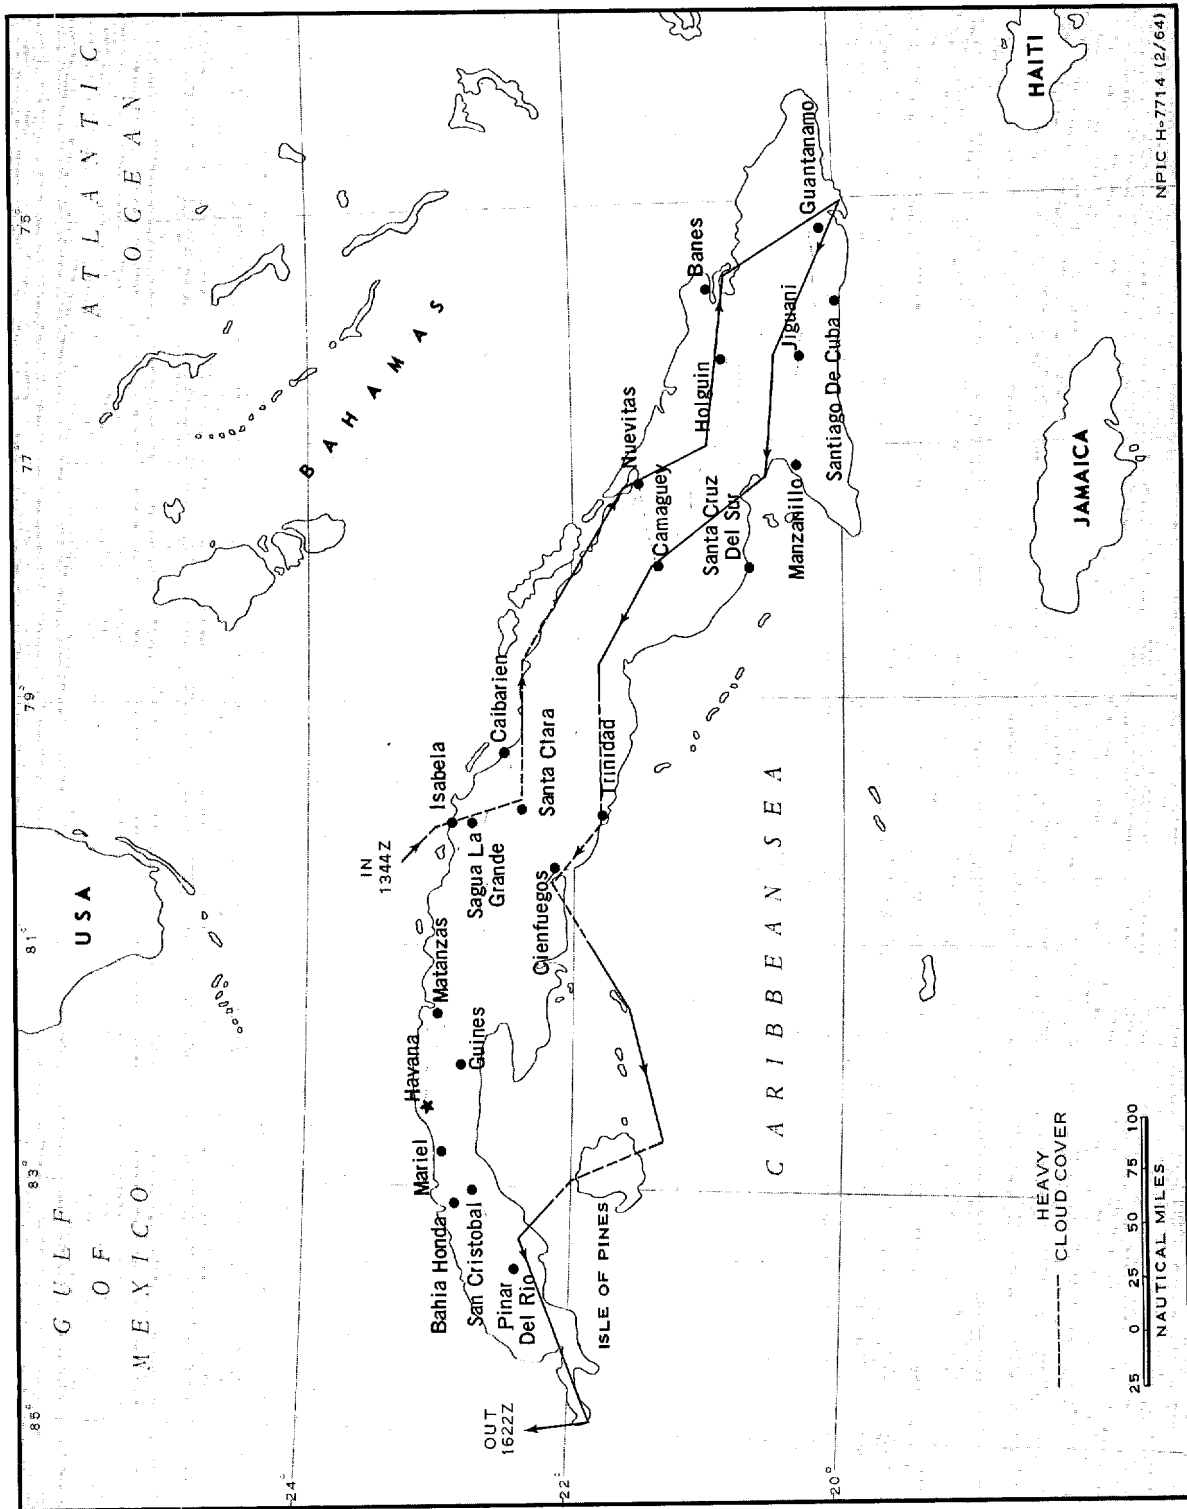 85°
83°
81°
79°
77°
75°
GULF
OF
MEXICO
USA
ATLANTIC
OCEAN
BAHAMAS
24°
22°
20°
IN
1344Z
OUT
1622Z
Havana
Mariel
Bahia Honda
San Cristobal
Pinar
Del Rio
Guines
Matanzas
Isabela
Sagua La
Grande
Santa Clara
Caibarien
Cienfuegos
Trinidad
Nuevitas
Camaguey
Santa Cruz
Del Sur
Holguin
Banes
Manzanillo
Jiguani
Santiago De Cuba
Guantanamo
ISLE OF PINES
CARIBBEAN SEA
JAMAICA
HAITI
HEAVY
CLOUD COVER
25 0 25 50 75 100
NAUTICAL MILES
NPIC H-7714 (2/64)